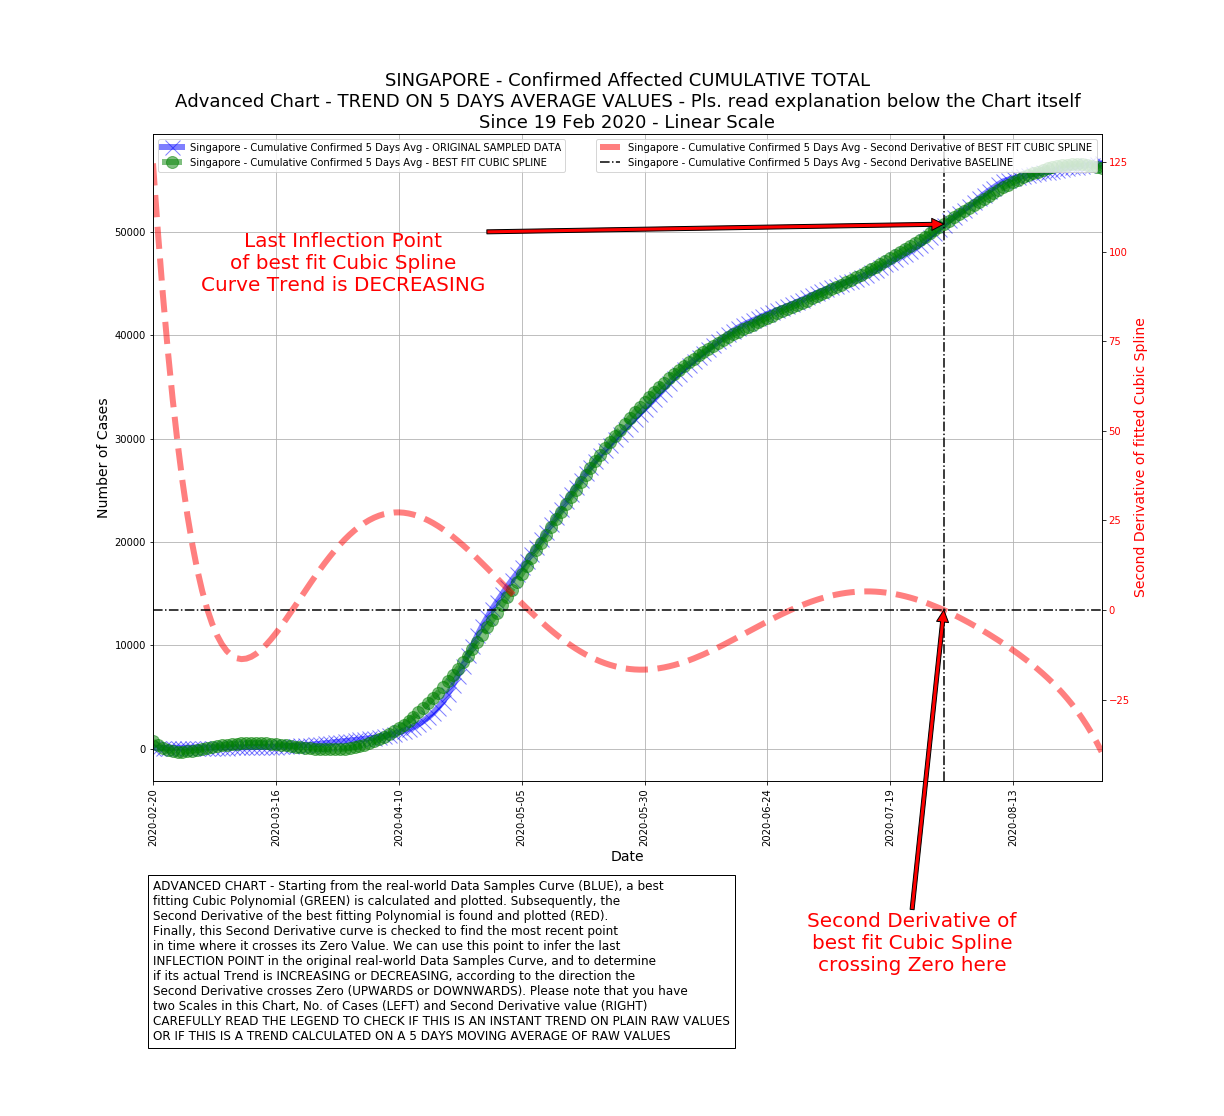 SINGAPORE - Confirmed Affected CUMULATIVE TOTAL
Advanced Chart - TREND ON 5 DAYS AVERAGE VALUES - Pls. read explanation below the Chart itself
Since 19 Feb 2020 - Linear Scale
Singapore - Cumulative Confirmed 5 Days Avg - ORIGINAL SAMPLED DATA
Singapore - Cumulative Confirmed 5 Days Avg - BEST FIT CUBIC SPLINE
Singapore - Cumulative Confirmed 5 Days Avg - Second Derivative of BEST FIT CUBIC SPLINE
Singapore - Cumulative Confirmed 5 Days Avg - Second Derivative BASELINE
Last Inflection Point
of best fit Cubic Spline
Curve Trend is DECREASING
Number of Cases
50000
40000
30000
20000
10000
0
125
100
75
50
25
0
−25
Second Derivative of fitted Cubic Spline
2020-02-20
2020-03-16
2020-04-10
2020-05-05
2020-05-30
2020-06-24
2020-07-19
2020-08-13
Date
ADVANCED CHART - Starting from the real-world Data Samples Curve (BLUE), a best
fitting Cubic Polynomial (GREEN) is calculated and plotted. Subsequently, the
Second Derivative of the best fitting Polynomial is found and plotted (RED).
Finally, this Second Derivative curve is checked to find the most recent point
in time where it crosses its Zero Value. We can use this point to infer the last
INFLECTION POINT in the original real-world Data Samples Curve, and to determine
if its actual Trend is INCREASING or DECREASING, according to the direction the
Second Derivative crosses Zero (UPWARDS or DOWNWARDS). Please note that you have
two Scales in this Chart, No. of Cases (LEFT) and Second Derivative value (RIGHT)
CAREFULLY READ THE LEGEND TO CHECK IF THIS IS AN INSTANT TREND ON PLAIN RAW VALUES
OR IF THIS IS A TREND CALCULATED ON A 5 DAYS MOVING AVERAGE OF RAW VALUES
Second Derivative of
best fit Cubic Spline
crossing Zero here